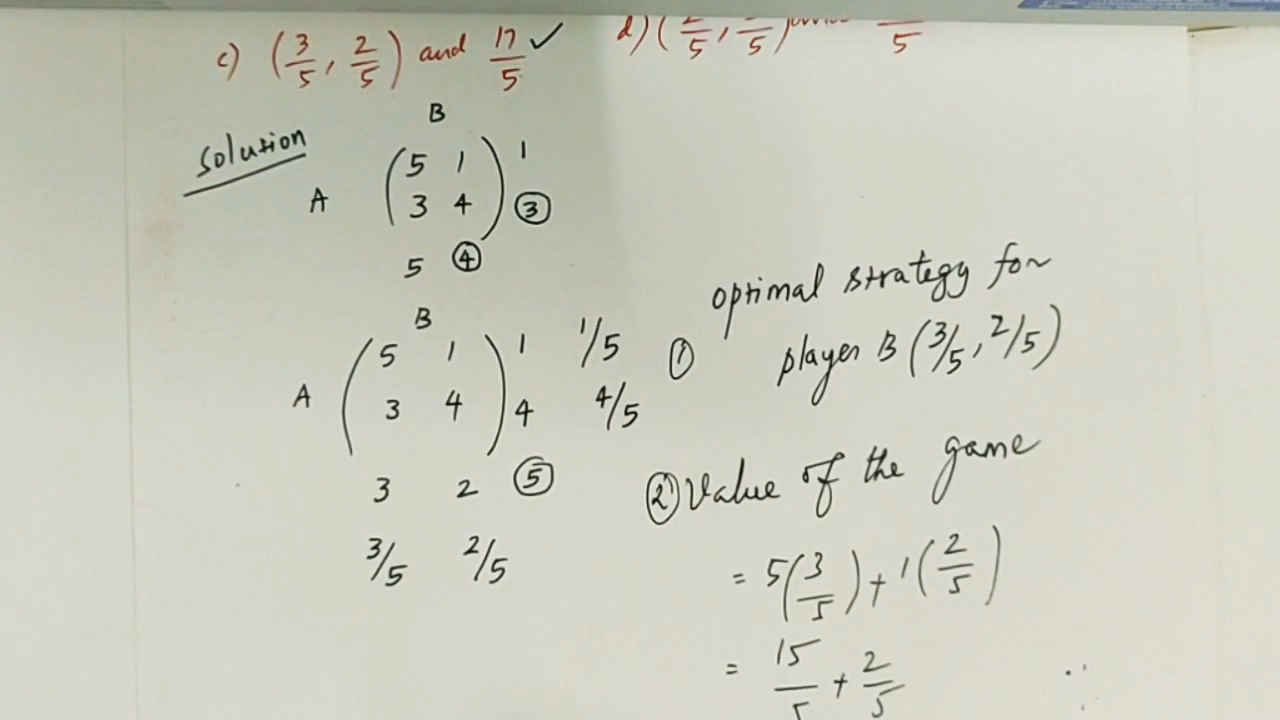 c) (3/5, 2/5) and 17/5 ✓ d) (
5 , 5) 5
Solution
B
A (5 1) 1
(3 4) ③
5 ④
B
A (5 1) 1 1/5
(3 4) 4 4/5
3 2 ⑤
3/5 2/5
① optimal strategy for
player B (3/5, 2/5)
② Value of the game
= 5(3/5) + 1(2/5)
= 15/5 + 2/5